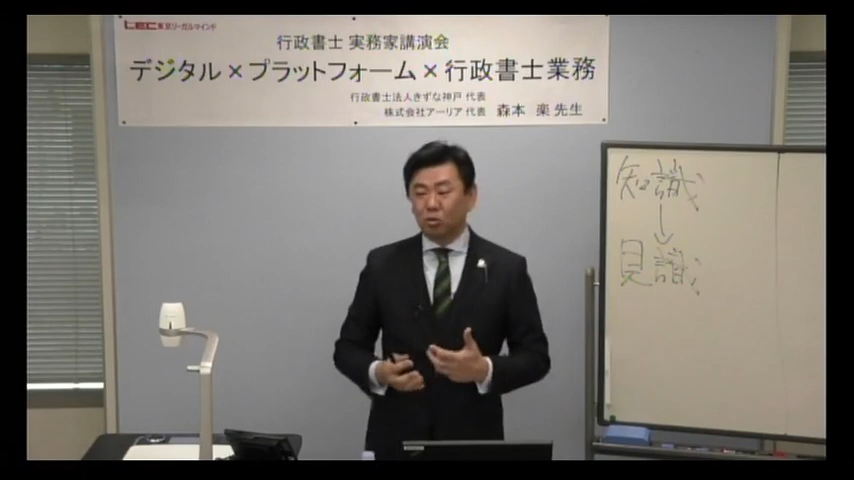 東京リーガルマインド
行政書士 実務家講演会
デジタル×プラットフォーム×行政書士業務
行政書士法人きずな神戸 代表
株式会社アーリア 代表 森本 楽 先生
知識
↓
見識